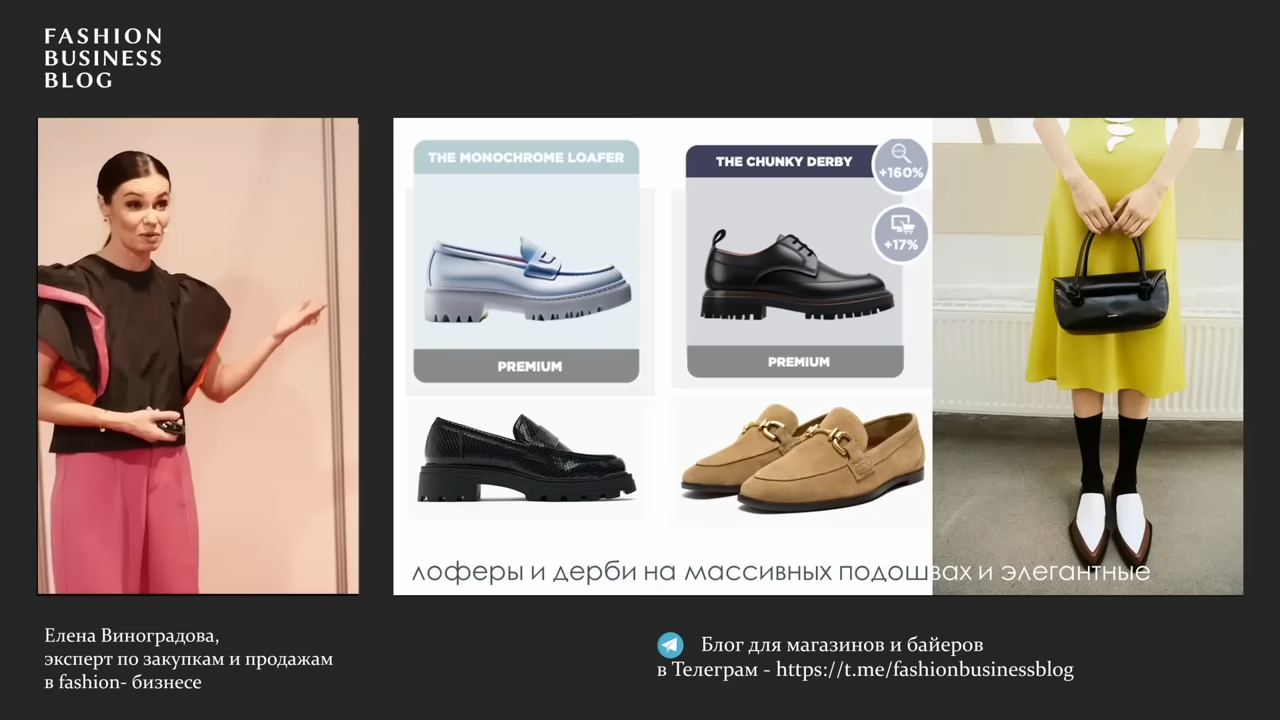 FASHION
BUSINESS
BLOG
THE MONOCHROME LOAFER
PREMIUM
THE CHUNKY DERBY
+160%
+17%
PREMIUM
лоферы и дерби на массивных подошвах и элегантные
Елена Виноградова,
эксперт по закупкам и продажам
в fashion- бизнесе
Блог для магазинов и байеров
в Телеграм - https://t.me/fashionbusinessblog